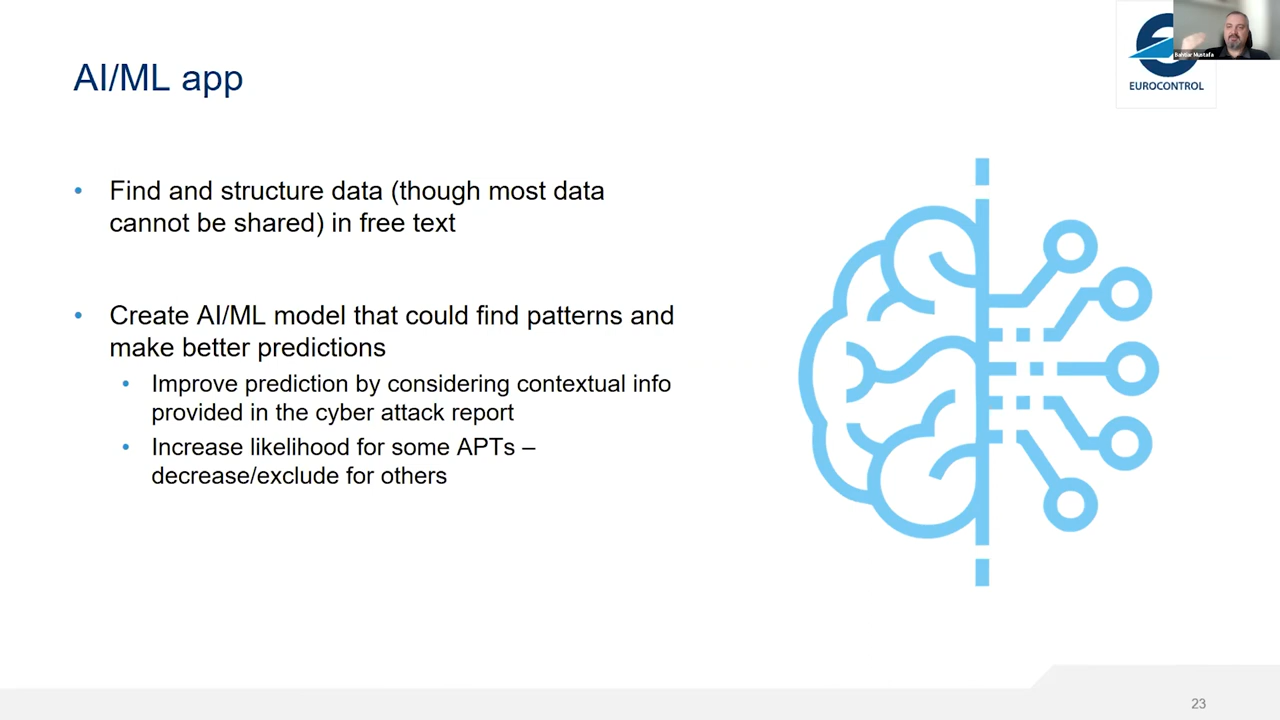 AI/ML app
Bahtiar Mustafa
EUROCONTROL
• Find and structure data (though most data
cannot be shared) in free text
• Create AI/ML model that could find patterns and
make better predictions
• Improve prediction by considering contextual info
provided in the cyber attack report
• Increase likelihood for some APTs –
decrease/exclude for others
23